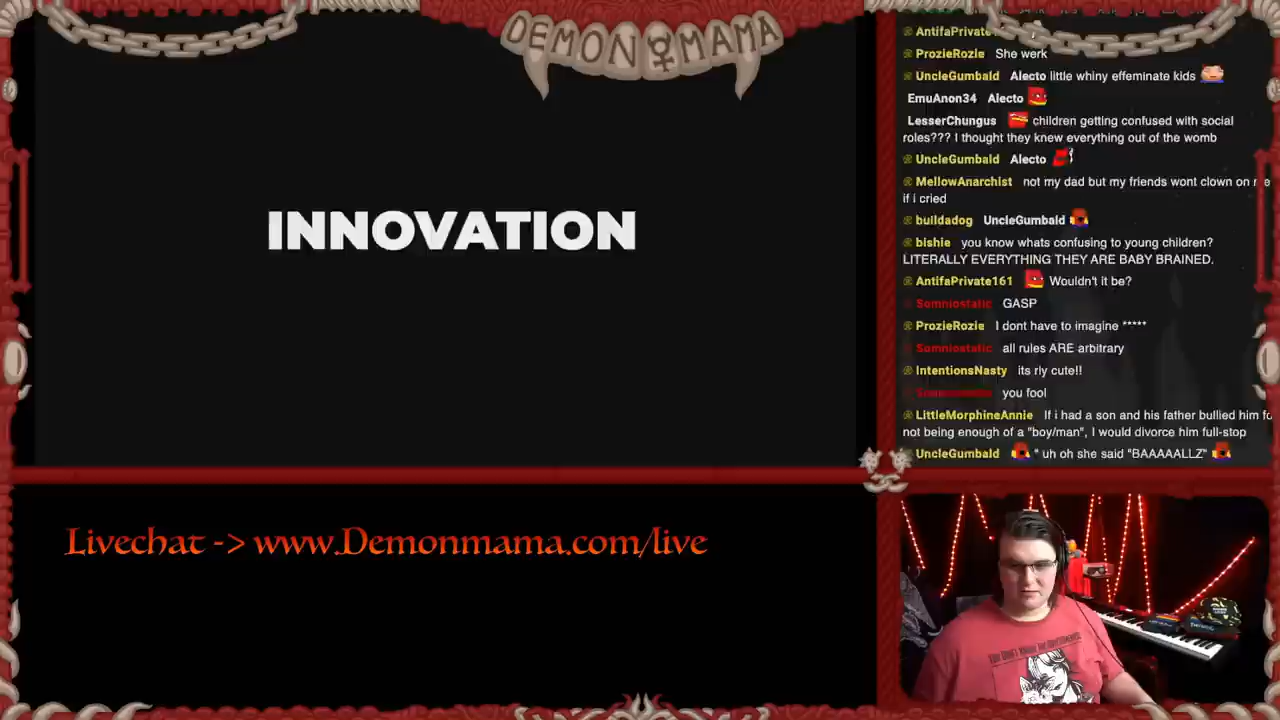 DEMON MAMA
INNOVATION
Livechat -> www.Demonmama.com/live
AntifaPrivate
ProzieRozie She werk
UncleGumbald Alecto little whiny effeminate kids
EmuAnon34 Alecto
LesserChungus children getting confused with social
roles??? I thought they knew everything out of the womb
UncleGumbald Alecto
MellowAnarchist not my dad but my friends wont clown on me
if i cried
buildadog UncleGumbald
bishie you know whats confusing to young children?
LITERALLY EVERYTHING THEY ARE BABY BRAINED.
AntifaPrivate161 Wouldn't it be?
Somniostatic GASP
ProzieRozie I dont have to imagine *****
Somniostatic all rules ARE arbitrary
IntentionsNasty its rly cute!!
you fool
LittleMorphineAnnie If i had a son and his father bullied him fo
not being enough of a "boy/man", I would divorce him full-stop
UncleGumbald " uh oh she said "BAAAAALLZ"